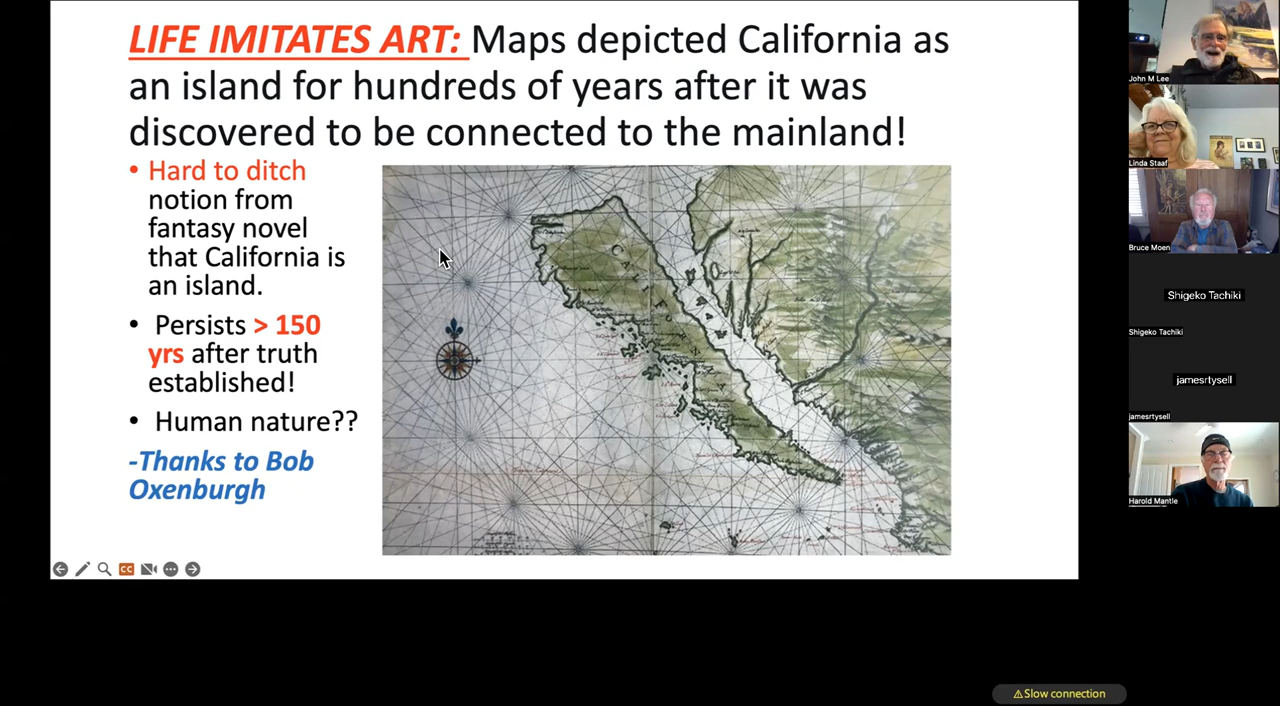 LIFE IMITATES ART: Maps depicted California as
an island for hundreds of years after it was
discovered to be connected to the mainland!
• Hard to ditch
notion from
fantasy novel
that California is
an island.
• Persists > 150
yrs after truth
established!
• Human nature??
-Thanks to Bob
Oxenburgh
CALIFORNIA
CC
John M Lee
Linda Staaf
Bruce Moen
Shigeko Tachiki
Shigeko Tachiki
jamesrtysell
jamesrtysell
Harold Mantle
⚠Slow connection